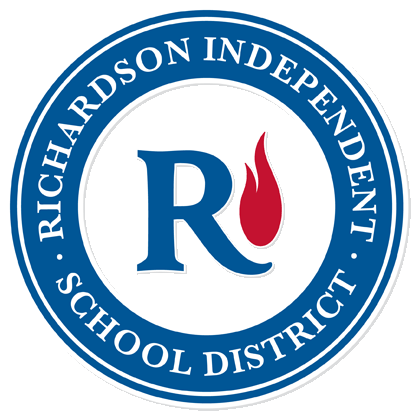 · RICHARDSON INDEPENDENT ·
SCHOOL DISTRICT
R